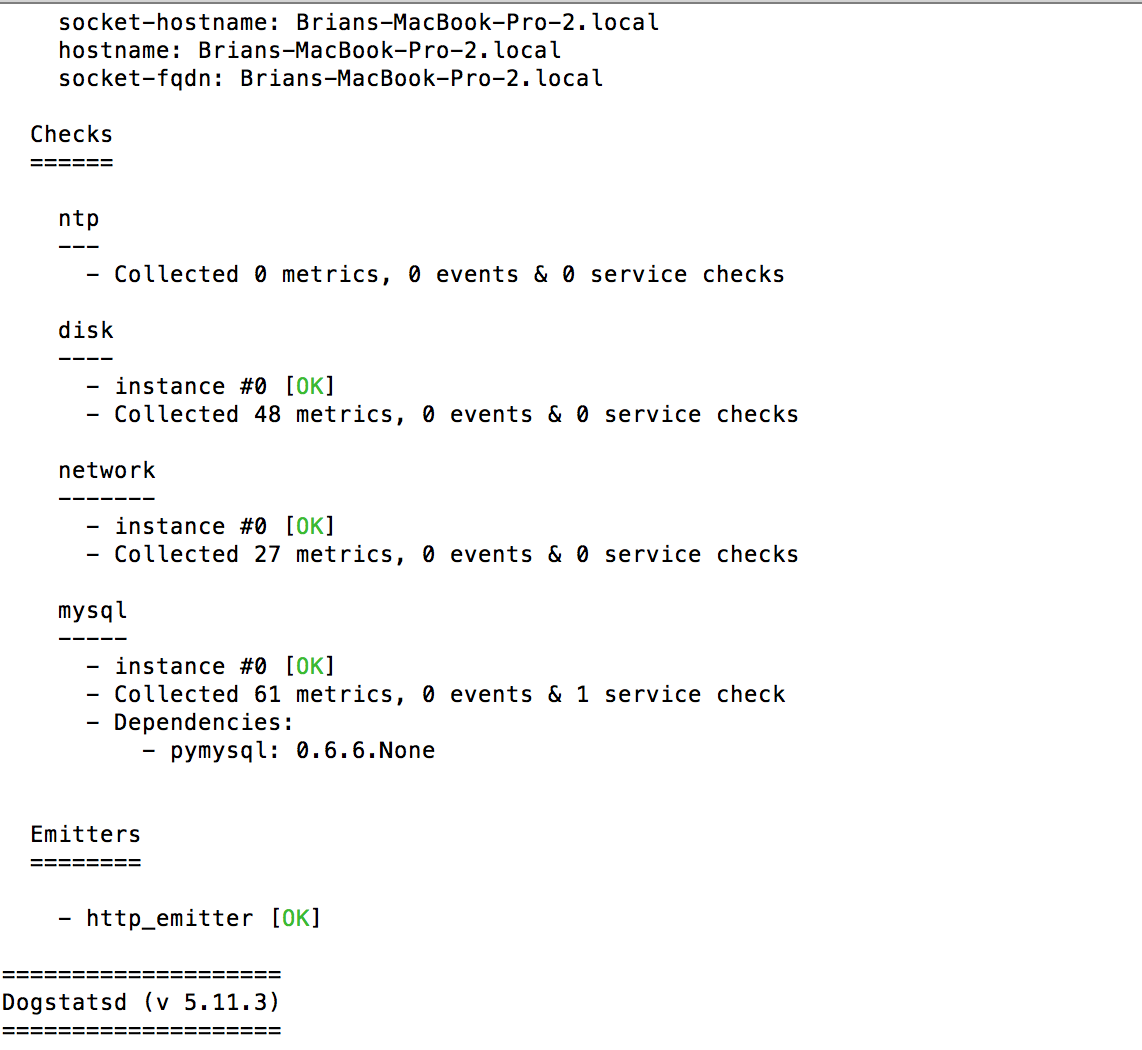 socket-hostname: Brians-MacBook-Pro-2.local
hostname: Brians-MacBook-Pro-2.local
socket-fqdn: Brians-MacBook-Pro-2.local
Checks
======
ntp
---
- Collected 0 metrics, 0 events & 0 service checks
disk
----
- instance #0 [OK]
- Collected 48 metrics, 0 events & 0 service checks
network
-------
- instance #0 [OK]
- Collected 27 metrics, 0 events & 0 service checks
mysql
-----
- instance #0 [OK]
- Collected 61 metrics, 0 events & 1 service check
- Dependencies:
- pymysql: 0.6.6.None
Emitters
========
- http_emitter [OK]
====================
Dogstatsd (v 5.11.3)
====================